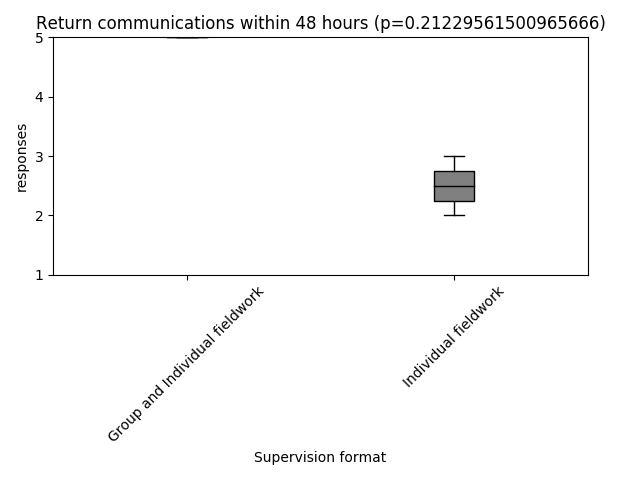 Return communications within 48 hours (p=0.21229561500965666)
5
4
3
2
1
responses
Group and Individual fieldwork
Individual fieldwork
Supervision format